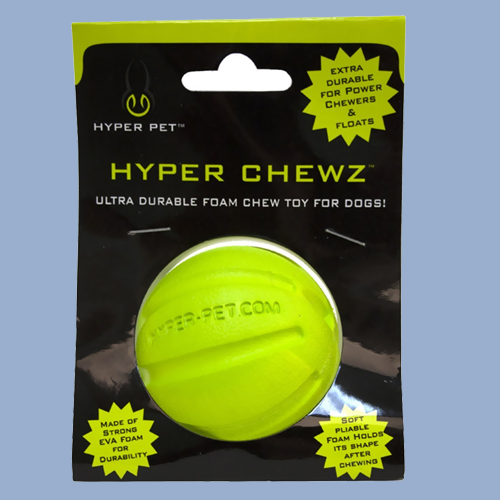 EXTRA
DURABLE
FOR POWER
CHEWERS
&
FLOATS
HYPER PET™
HYPER CHEWZ™
ULTRA DURABLE FOAM CHEW TOY FOR DOGS!
HYPER-PET.COM
MADE OF
STRONG
EVA FOAM
FOR
DURABILITY
SOFT
PLIABLE
FOAM HOLDS
ITS SHAPE
AFTER
CHEWING